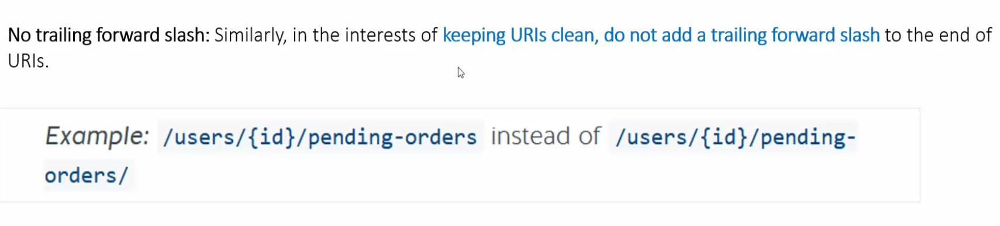 No trailing forward slash: Similarly, in the interests of keeping URIs clean, do not add a trailing forward slash to the end of
URIs.
Example: /users/{id}/pending-orders instead of /users/{id}/pending-
orders/